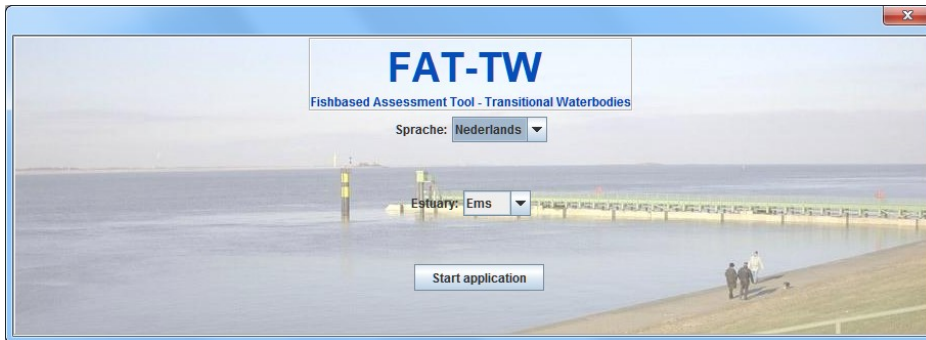 FAT-TW
Fishbased Assessment Tool - Transitional Waterbodies
Sprache: Nederlands
Estuary: Ems
Start application